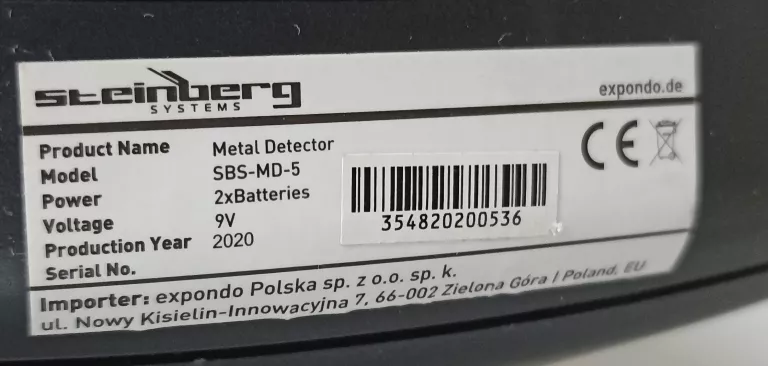 steinberg
SYSTEMS
expondo.de
Product Name Metal Detector
Model SBS-MD-5
Power 2xBatteries
Voltage 9V
Production Year 2020
Serial No.
354820200536
CE
Importer: expondo Polska sp. z o.o. sp. k.
ul. Nowy Kisielin-Innowacyjna 7, 66-002 Zielona Góra | Poland, EU